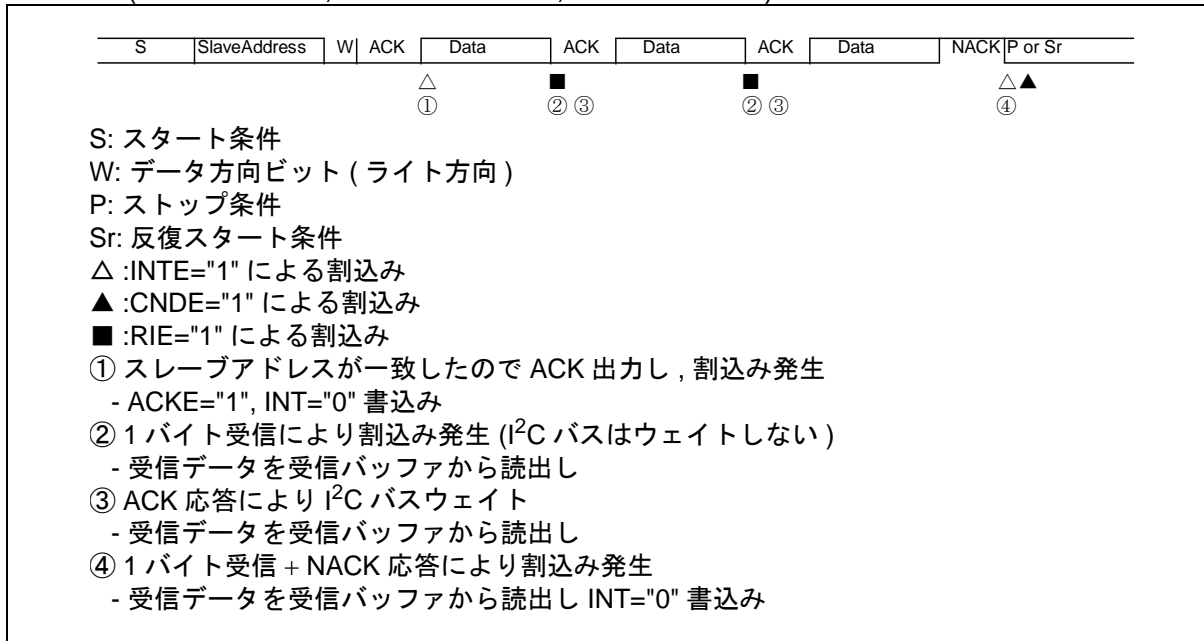 S SlaveAddress W ACK Data ACK Data ACK Data NACK P or Sr
△ ■ ■ △▲
① ② ③ ② ③ ④
S: スタート条件
W: データ方向ビット ( ライト方向 )
P: ストップ条件
Sr: 反復スタート条件
△ :INTE="1" による割込み
▲ :CNDE="1" による割込み
■ :RIE="1" による割込み
① スレーブアドレスが一致したので ACK 出力し , 割込み発生
- ACKE="1", INT="0" 書込み
② 1 バイト受信により割込み発生 (I²C バスはウェイトしない )
- 受信データを受信バッファから読出し
③ ACK 応答により I²C バスウェイト
- 受信データを受信バッファから読出し
④ 1 バイト受信 + NACK 応答により割込み発生
- 受信データを受信バッファから読出し INT="0" 書込み